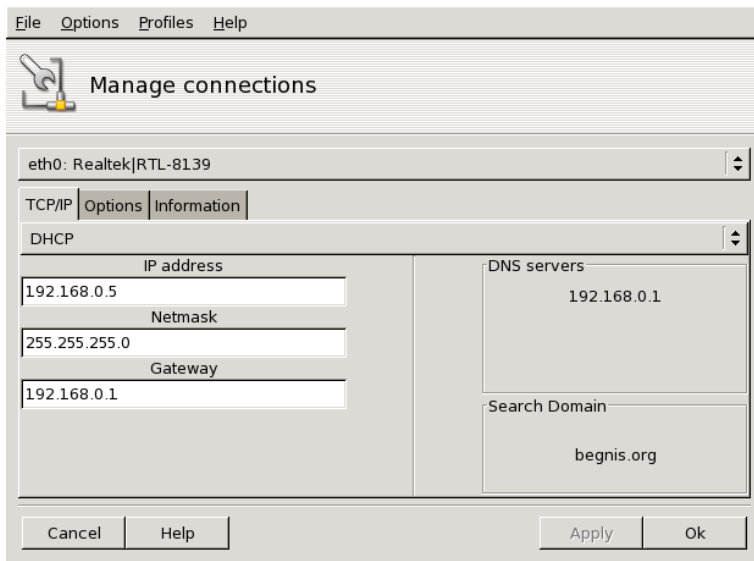 File Options Profiles Help
Manage connections
eth0: Realtek|RTL-8139
TCP/IP Options Information
DHCP
IP address
192.168.0.5
Netmask
255.255.255.0
Gateway
192.168.0.1
DNS servers
192.168.0.1
Search Domain
begnis.org
Cancel Help Apply Ok